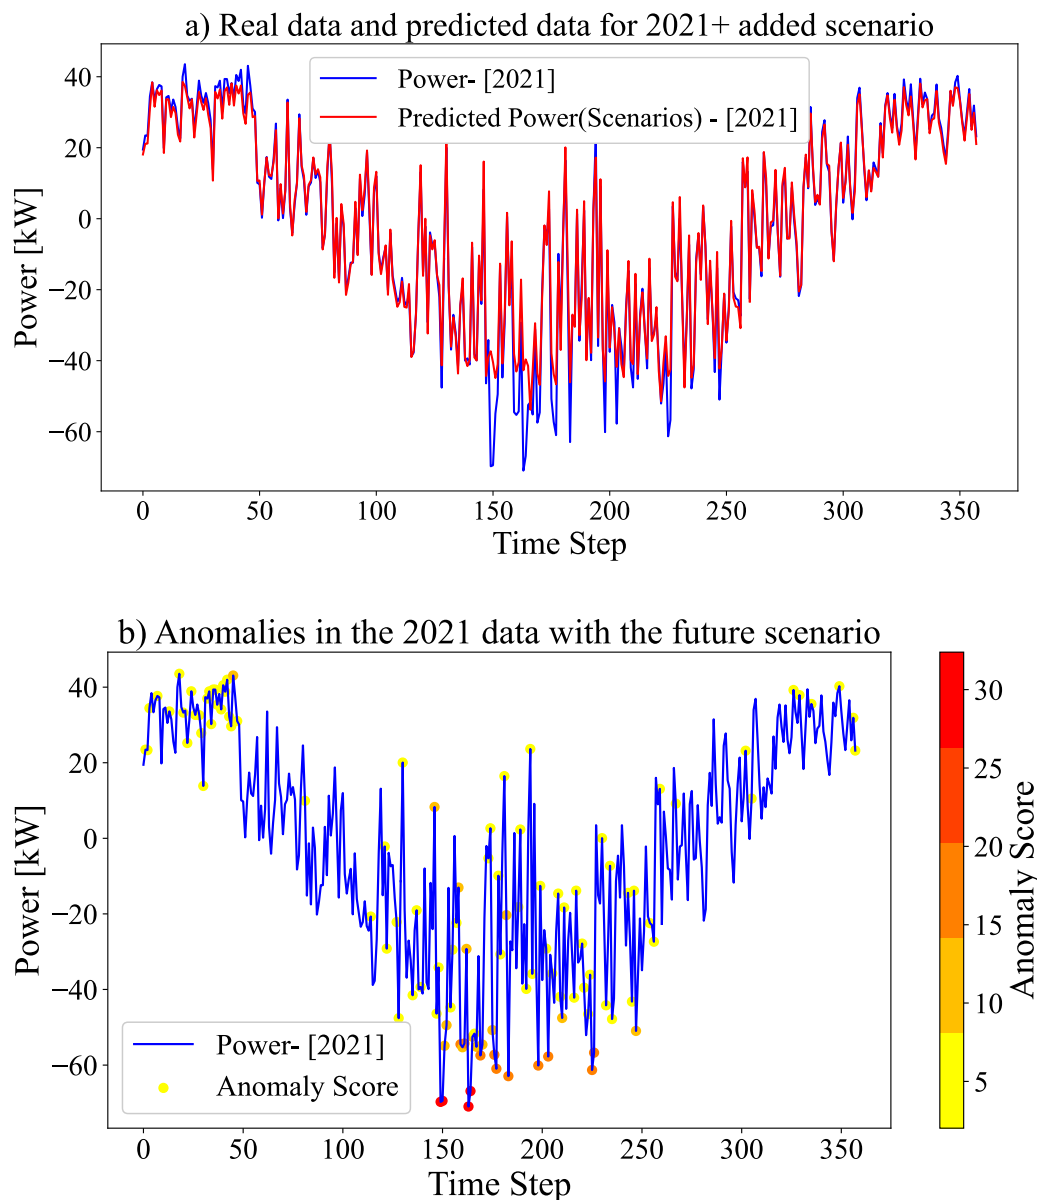 a) Real data and predicted data for 2021+ added scenario
Power- [2021]
Predicted Power(Scenarios) - [2021]
Power [kW]
40
20
0
−20
−40
−60
0 50 100 150 200 250 300 350
Time Step
b) Anomalies in the 2021 data with the future scenario
Power [kW]
40
20
0
−20
−40
−60
Power- [2021]
Anomaly Score
0 50 100 150 200 250 300 350
Time Step
30
25
20
15
10
5
Anomaly Score